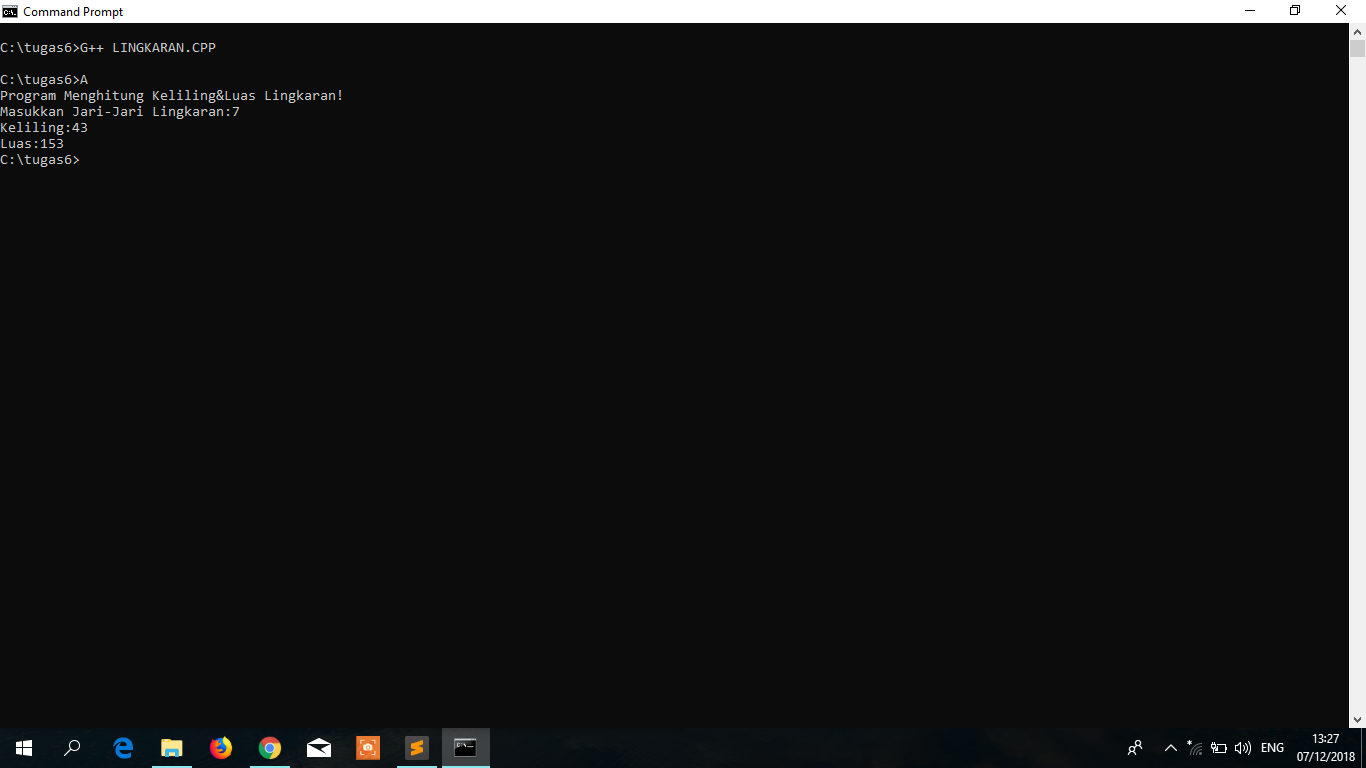 Command Prompt
C:\tugas6>G++ LINGKARAN.CPP
C:\tugas6>A
Program Menghitung Keliling&Luas Lingkaran!
Masukkan Jari-Jari Lingkaran:7
Keliling:43
Luas:153
C:\tugas6>
ENG
13:27
07/12/2018